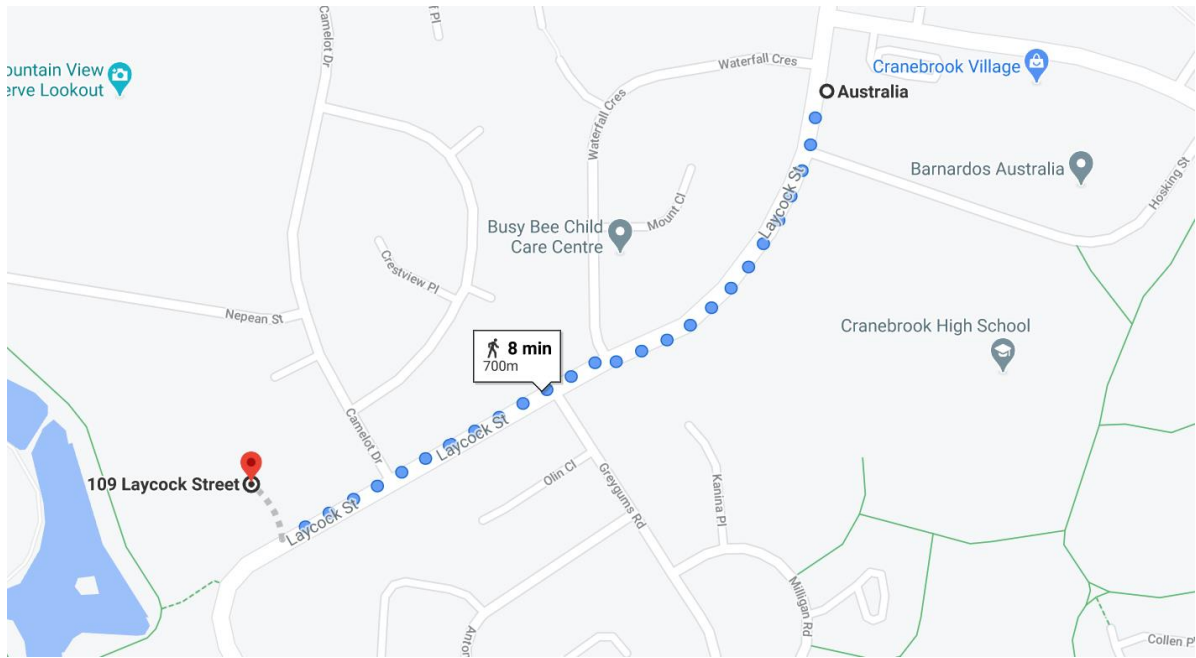 Camelot Dr
f Pl
ountain View
erve Lookout
Waterfall Cres
Cranebrook Village
Australia
Waterfall Cres
Barnardos Australia
Hosking St
Laycock St
Mount Cl
Busy Bee Child
Care Centre
Crestview Pl
Nepean St
Cranebrook High School
8 min
700m
Camelot Dr
Laycock St
109 Laycock Street
Olin Cl
Greygums Rd
Kanina Pl
Laycock St
Milligan Rd
Anton
Collen P